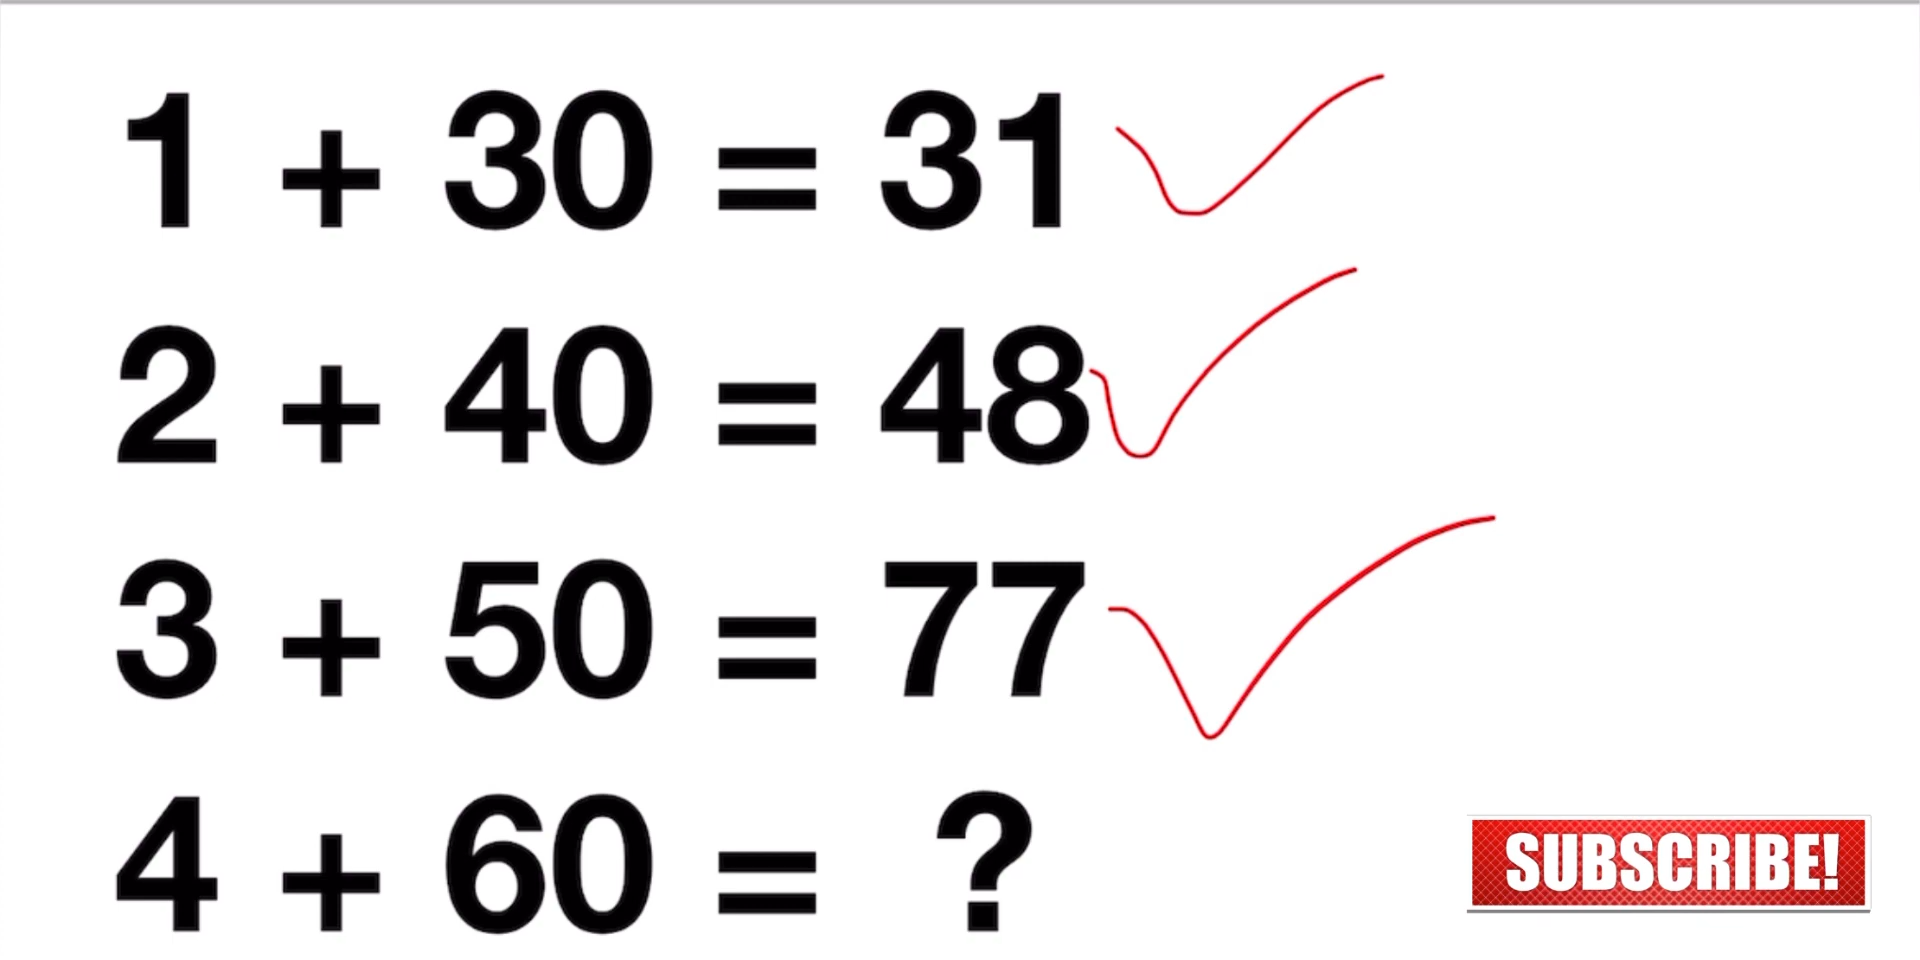 1 + 30 = 31
2 + 40 = 48
3 + 50 = 77
4 + 60 = ?
SUBSCRIBE!